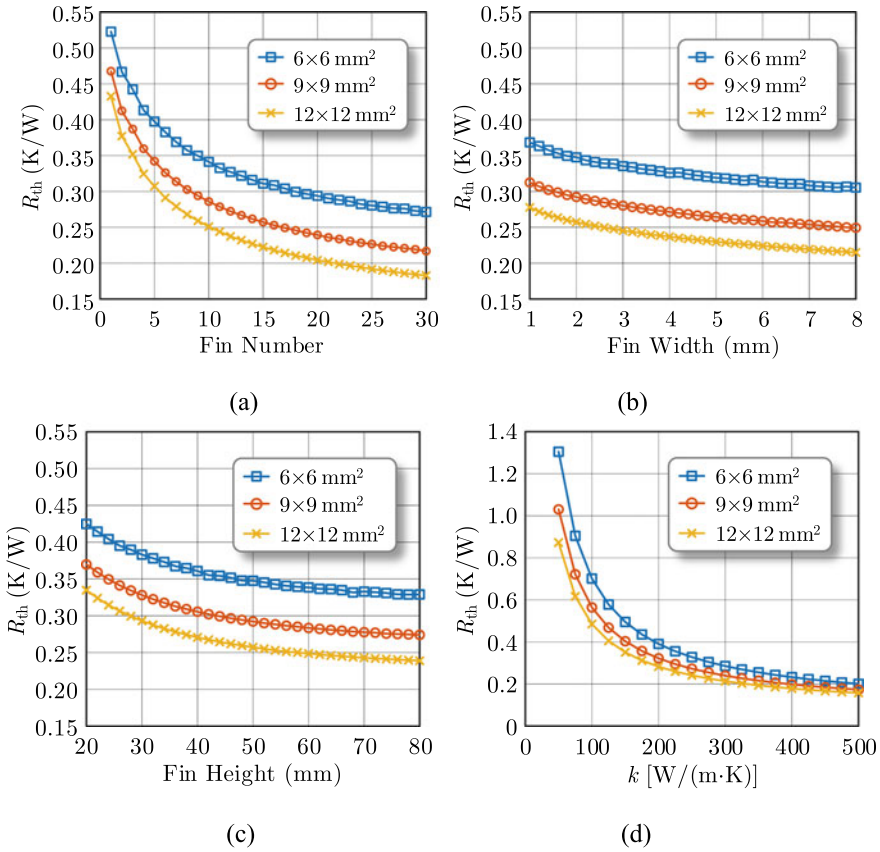 0.55
0.50
0.45
0.40
0.35
0.30
0.25
0.20
0.15
R_th (K/W)
6×6 mm²
9×9 mm²
12×12 mm²
0 5 10 15 20 25 30
Fin Number
(a)
0.55
0.50
0.45
0.40
0.35
0.30
0.25
0.20
0.15
R_th (K/W)
6×6 mm²
9×9 mm²
12×12 mm²
1 2 3 4 5 6 7 8
Fin Width (mm)
(b)
0.55
0.50
0.45
0.40
0.35
0.30
0.25
0.20
0.15
R_th (K/W)
6×6 mm²
9×9 mm²
12×12 mm²
20 30 40 50 60 70 80
Fin Height (mm)
(c)
1.4
1.2
1.0
0.8
0.6
0.4
0.2
0
R_th (K/W)
6×6 mm²
9×9 mm²
12×12 mm²
0 100 200 300 400 500
k [W/(m·K)]
(d)